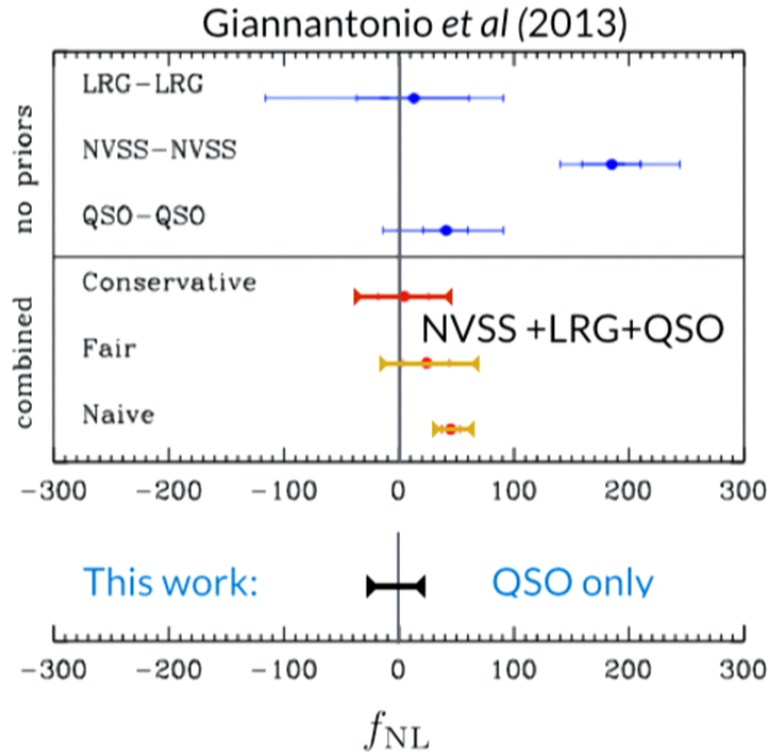 Giannantonio et al (2013)
no priors
LRG-LRG
NVSS-NVSS
QSO-QSO
combined
Conservative
NVSS +LRG+QSO
Fair
Naive
-300 -200 -100 0 100 200 300
This work: QSO only
-300 -200 -100 0 100 200 300
fNL